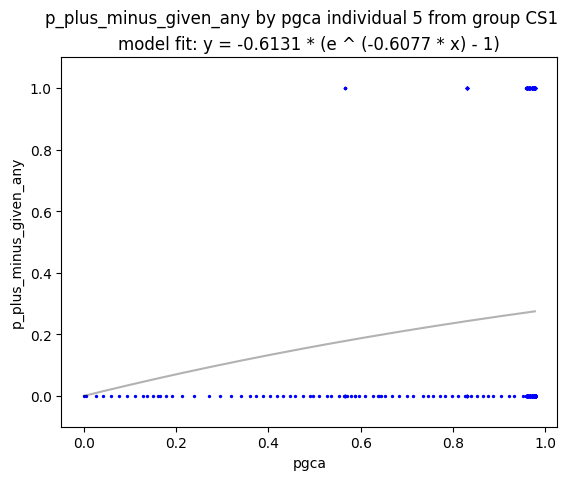 p_plus_minus_given_any by pgca individual 5 from group CS1
model fit: y = -0.6131 * (e ^ (-0.6077 * x) - 1)
1.0
0.8
0.6
0.4
0.2
0.0
p_plus_minus_given_any
0.0 0.2 0.4 0.6 0.8 1.0
pgca